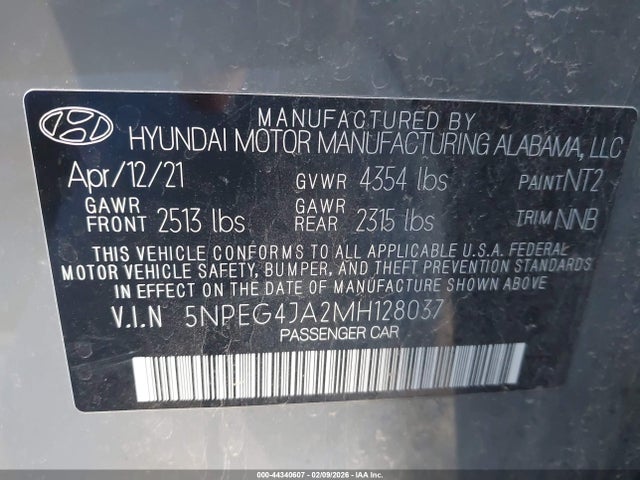 MANUFACTURED BY
HYUNDAI MOTOR MANUFACTURING ALABAMA, LLC
Apr/12/21 GVWR 4354 lbs PAINT NT2
GAWR FRONT 2513 lbs GAWR REAR 2315 lbs TRIM NNB
THIS VEHICLE CONFORMS TO ALL APPLICABLE U.S.A. FEDERAL
MOTOR VEHICLE SAFETY, BUMPER, AND THEFT PREVENTION STANDARDS
IN EFFECT ON THE DATE OF MANUFACTURE SHOWN ABOVE
V.I.N 5NPEG4JA2MH128037
PASSENGER CAR
000-44340607 - 02/09/2026 - IAA Inc.